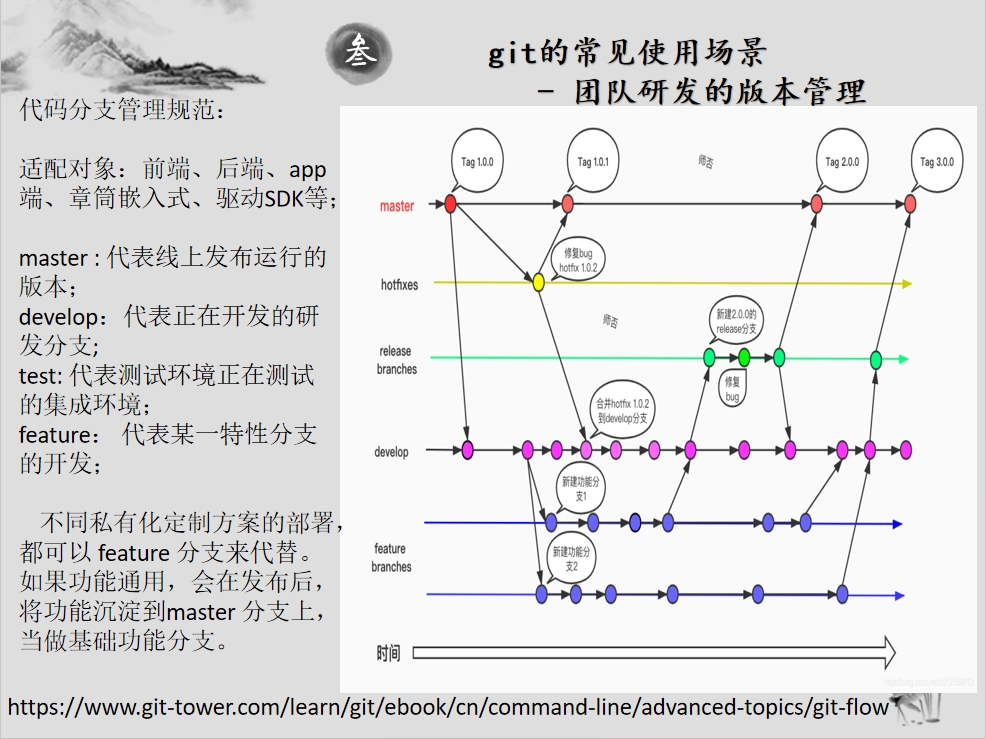 叁
git的常见使用场景
- 团队研发的版本管理
代码分支管理规范：
适配对象：前端、后端、app
端、章筒嵌入式、驱动SDK等；
master : 代表线上发布运行的
版本；
develop：代表正在开发的研
发分支;
test: 代表测试环境正在测试
的集成环境；
feature： 代表某一特性分支
的开发；
不同私有化定制方案的部署，
都可以 feature 分支来代替。
如果功能通用，会在发布后，
将功能沉淀到master 分支上，
当做基础功能分支。
Tag 1.0.0
Tag 1.0.1
师否
Tag 2.0.0
Tag 3.0.0
master
修复bug
hotfix 1.0.2
hotfixes
师否
新建2.0.0的
release分支
release
branches
修复
bug
合并hotfix 1.0.2
到develop分支
develop
新建功能分
支1
新建功能分
支2
feature
branches
时间
https://www.git-tower.com/learn/git/ebook/cn/command-line/advanced-topics/git-flow